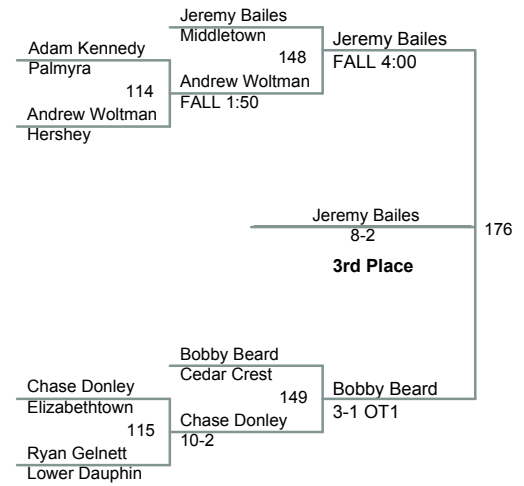 Jeremy Bailes
Middletown
148
Jeremy Bailes
FALL 4:00
Adam Kennedy
Palmyra
114
Andrew Woltman
FALL 1:50
Andrew Woltman
Hershey
Jeremy Bailes
8-2
176
3rd Place
Bobby Beard
Cedar Crest
149
Bobby Beard
3-1 OT1
Chase Donley
Elizabethtown
115
Chase Donley
10-2
Ryan Gelnett
Lower Dauphin